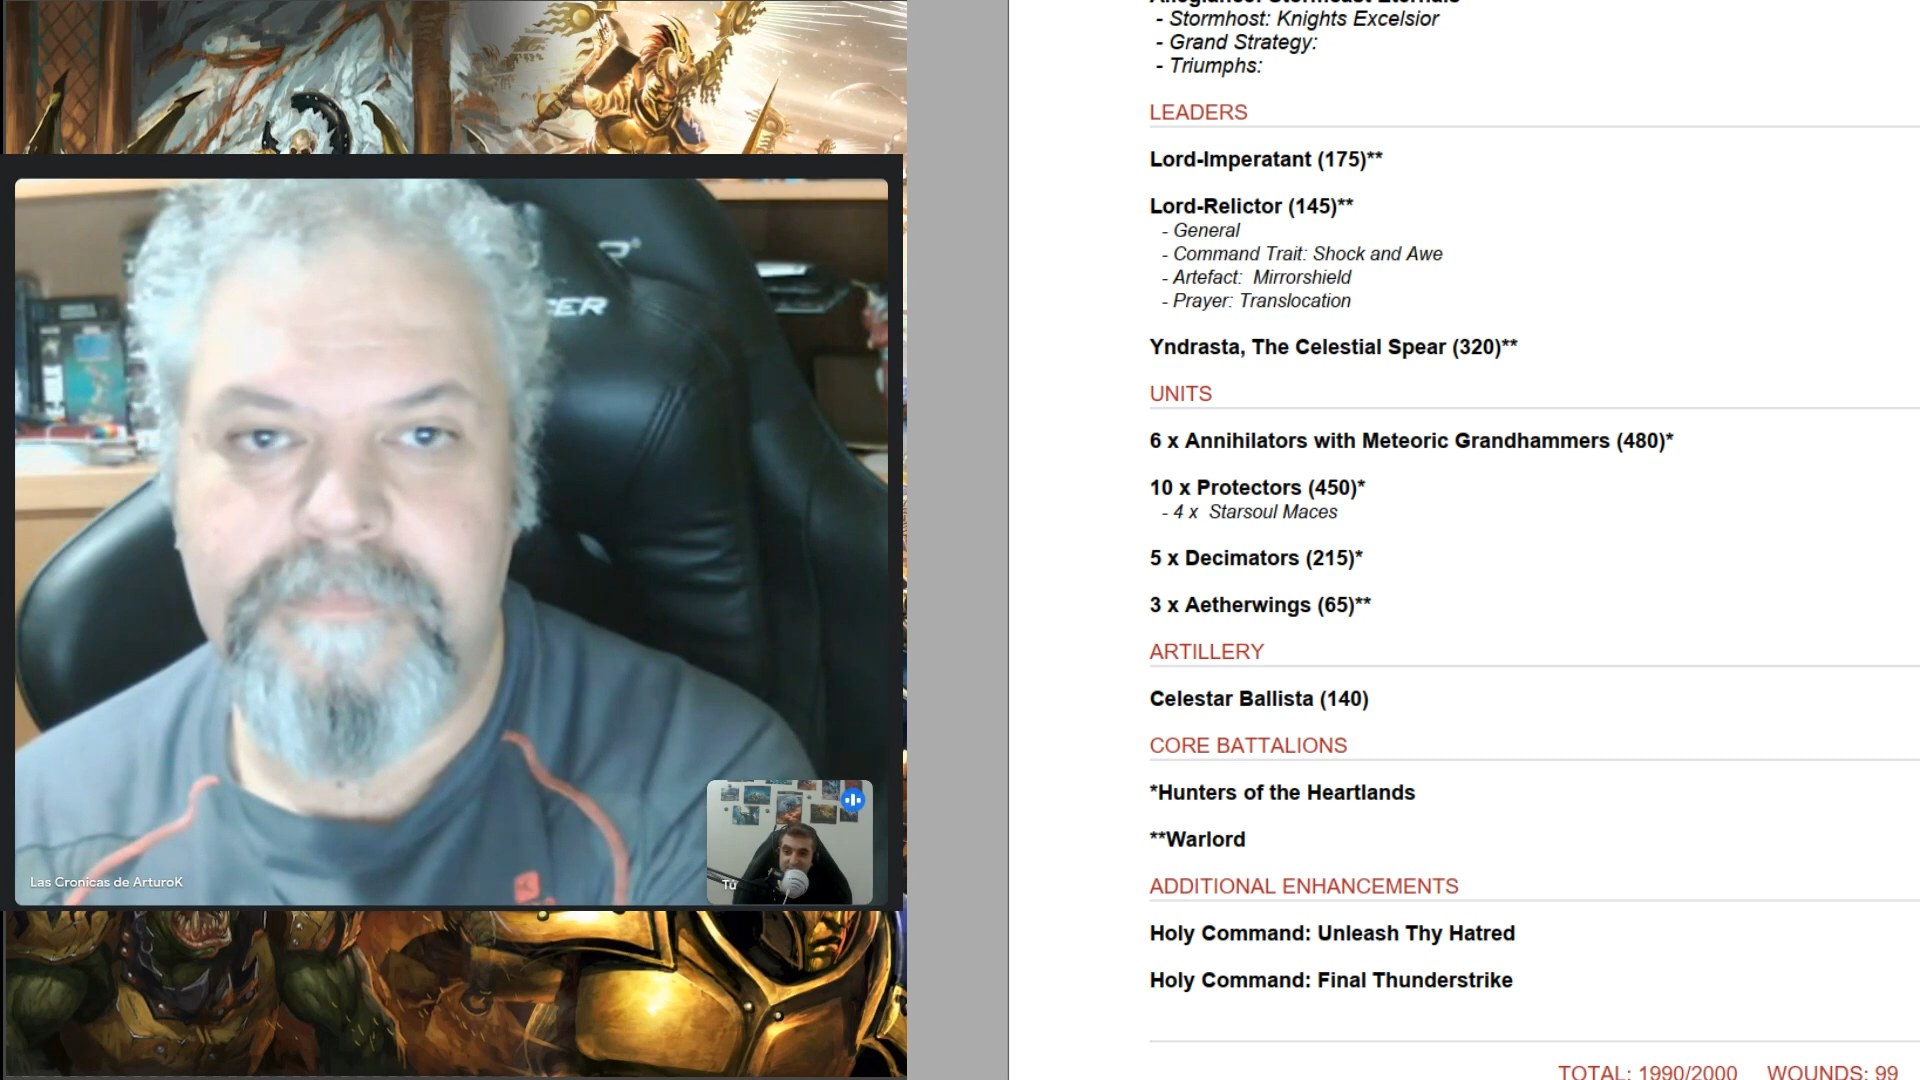 Allegiance: Stormcast Eternals
- Stormhost: Knights Excelsior
- Grand Strategy:
- Triumphs:
LEADERS
Lord-Imperatant (175)**
Lord-Relictor (145)**
- General
- Command Trait: Shock and Awe
- Artefact: Mirrorshield
- Prayer: Translocation
Yndrasta, The Celestial Spear (320)**
UNITS
6 x Annihilators with Meteoric Grandhammers (480)*
10 x Protectors (450)*
- 4 x Starsoul Maces
5 x Decimators (215)*
3 x Aetherwings (65)**
ARTILLERY
Celestar Ballista (140)
CORE BATTALIONS
*Hunters of the Heartlands
**Warlord
ADDITIONAL ENHANCEMENTS
Holy Command: Unleash Thy Hatred
Holy Command: Final Thunderstrike
TOTAL: 1990/2000 WOUNDS: 99
Las Cronicas de ArturoK
Tú